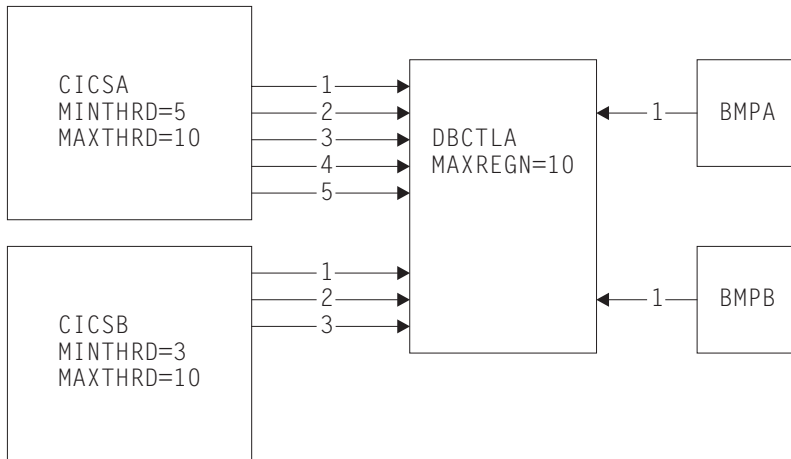 CICSA
MINTHRD=5
MAXTHRD=10
1
2
3
4
5
DBCTLA
MAXREGN=10
1
BMPA
CICSB
MINTHRD=3
MAXTHRD=10
1
2
3
1
BMPB